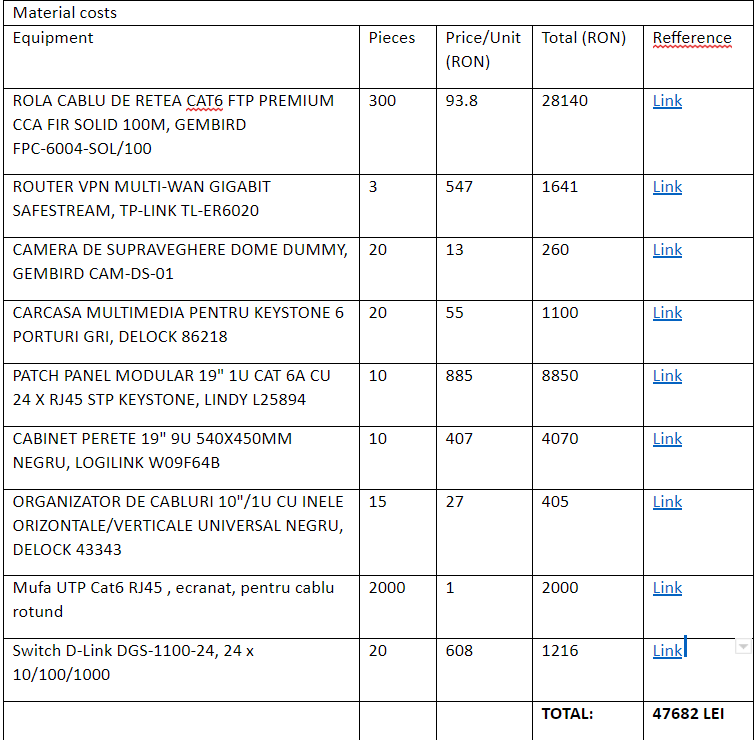 Material costs
Equipment Pieces Price/Unit (RON) Total (RON) Refference
ROLA CABLU DE RETEA CAT6 FTP PREMIUM
CCA FIR SOLID 100M, GEMBIRD
FPC-6004-SOL/100 300 93.8 28140 Link
ROUTER VPN MULTI-WAN GIGABIT
SAFESTREAM, TP-LINK TL-ER6020 3 547 1641 Link
CAMERA DE SUPRAVEGHERE DOME DUMMY,
GEMBIRD CAM-DS-01 20 13 260 Link
CARCASA MULTIMEDIA PENTRU KEYSTONE 6
PORTURI GRI, DELOCK 86218 20 55 1100 Link
PATCH PANEL MODULAR 19" 1U CAT 6A CU
24 X RJ45 STP KEYSTONE, LINDY L25894 10 885 8850 Link
CABINET PERETE 19" 9U 540X450MM
NEGRU, LOGILINK W09F64B 10 407 4070 Link
ORGANIZATOR DE CABLURI 10"/1U CU INELE
ORIZONTALE/VERTICALE UNIVERSAL NEGRU,
DELOCK 43343 15 27 405 Link
Mufa UTP Cat6 RJ45 , ecranat, pentru cablu
rotund 2000 1 2000 Link
Switch D-Link DGS-1100-24, 24 x
10/100/1000 20 608 1216 Link
TOTAL: 47682 LEI